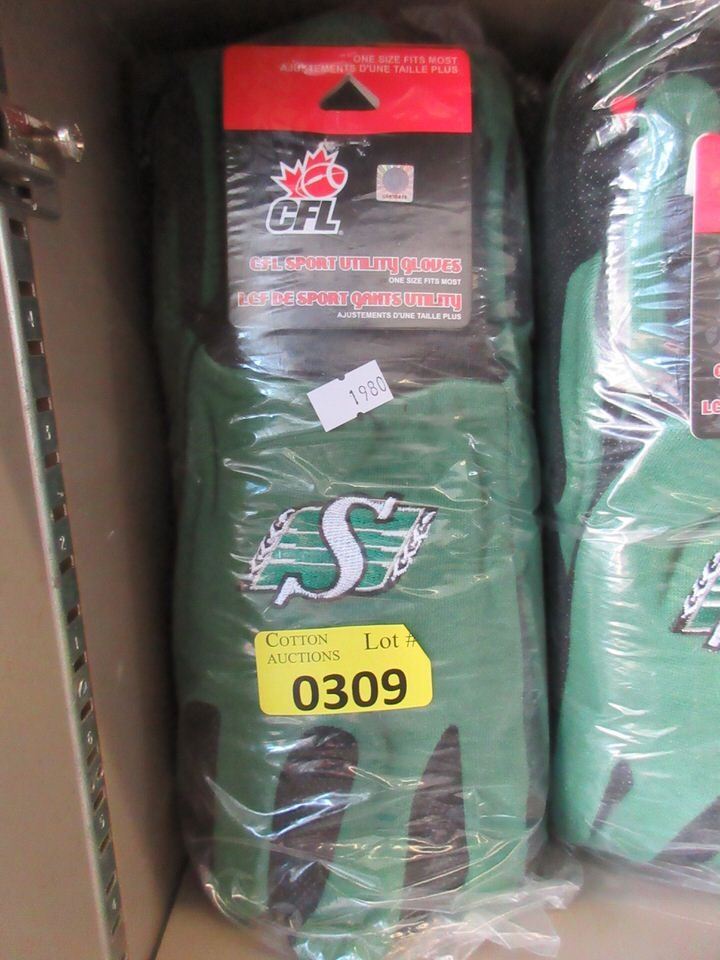 ONE SIZE FITS MOST
AJUSTEMENTS D'UNE TAILLE PLUS
CFL
CFL SPORT UTILITY GLOVES
ONE SIZE FITS MOST
LCF DE SPORT GANTS UTILITY
AJUSTEMENTS D'UNE TAILLE PLUS
1980
S
COTTON AUCTIONS Lot #
0309
LC